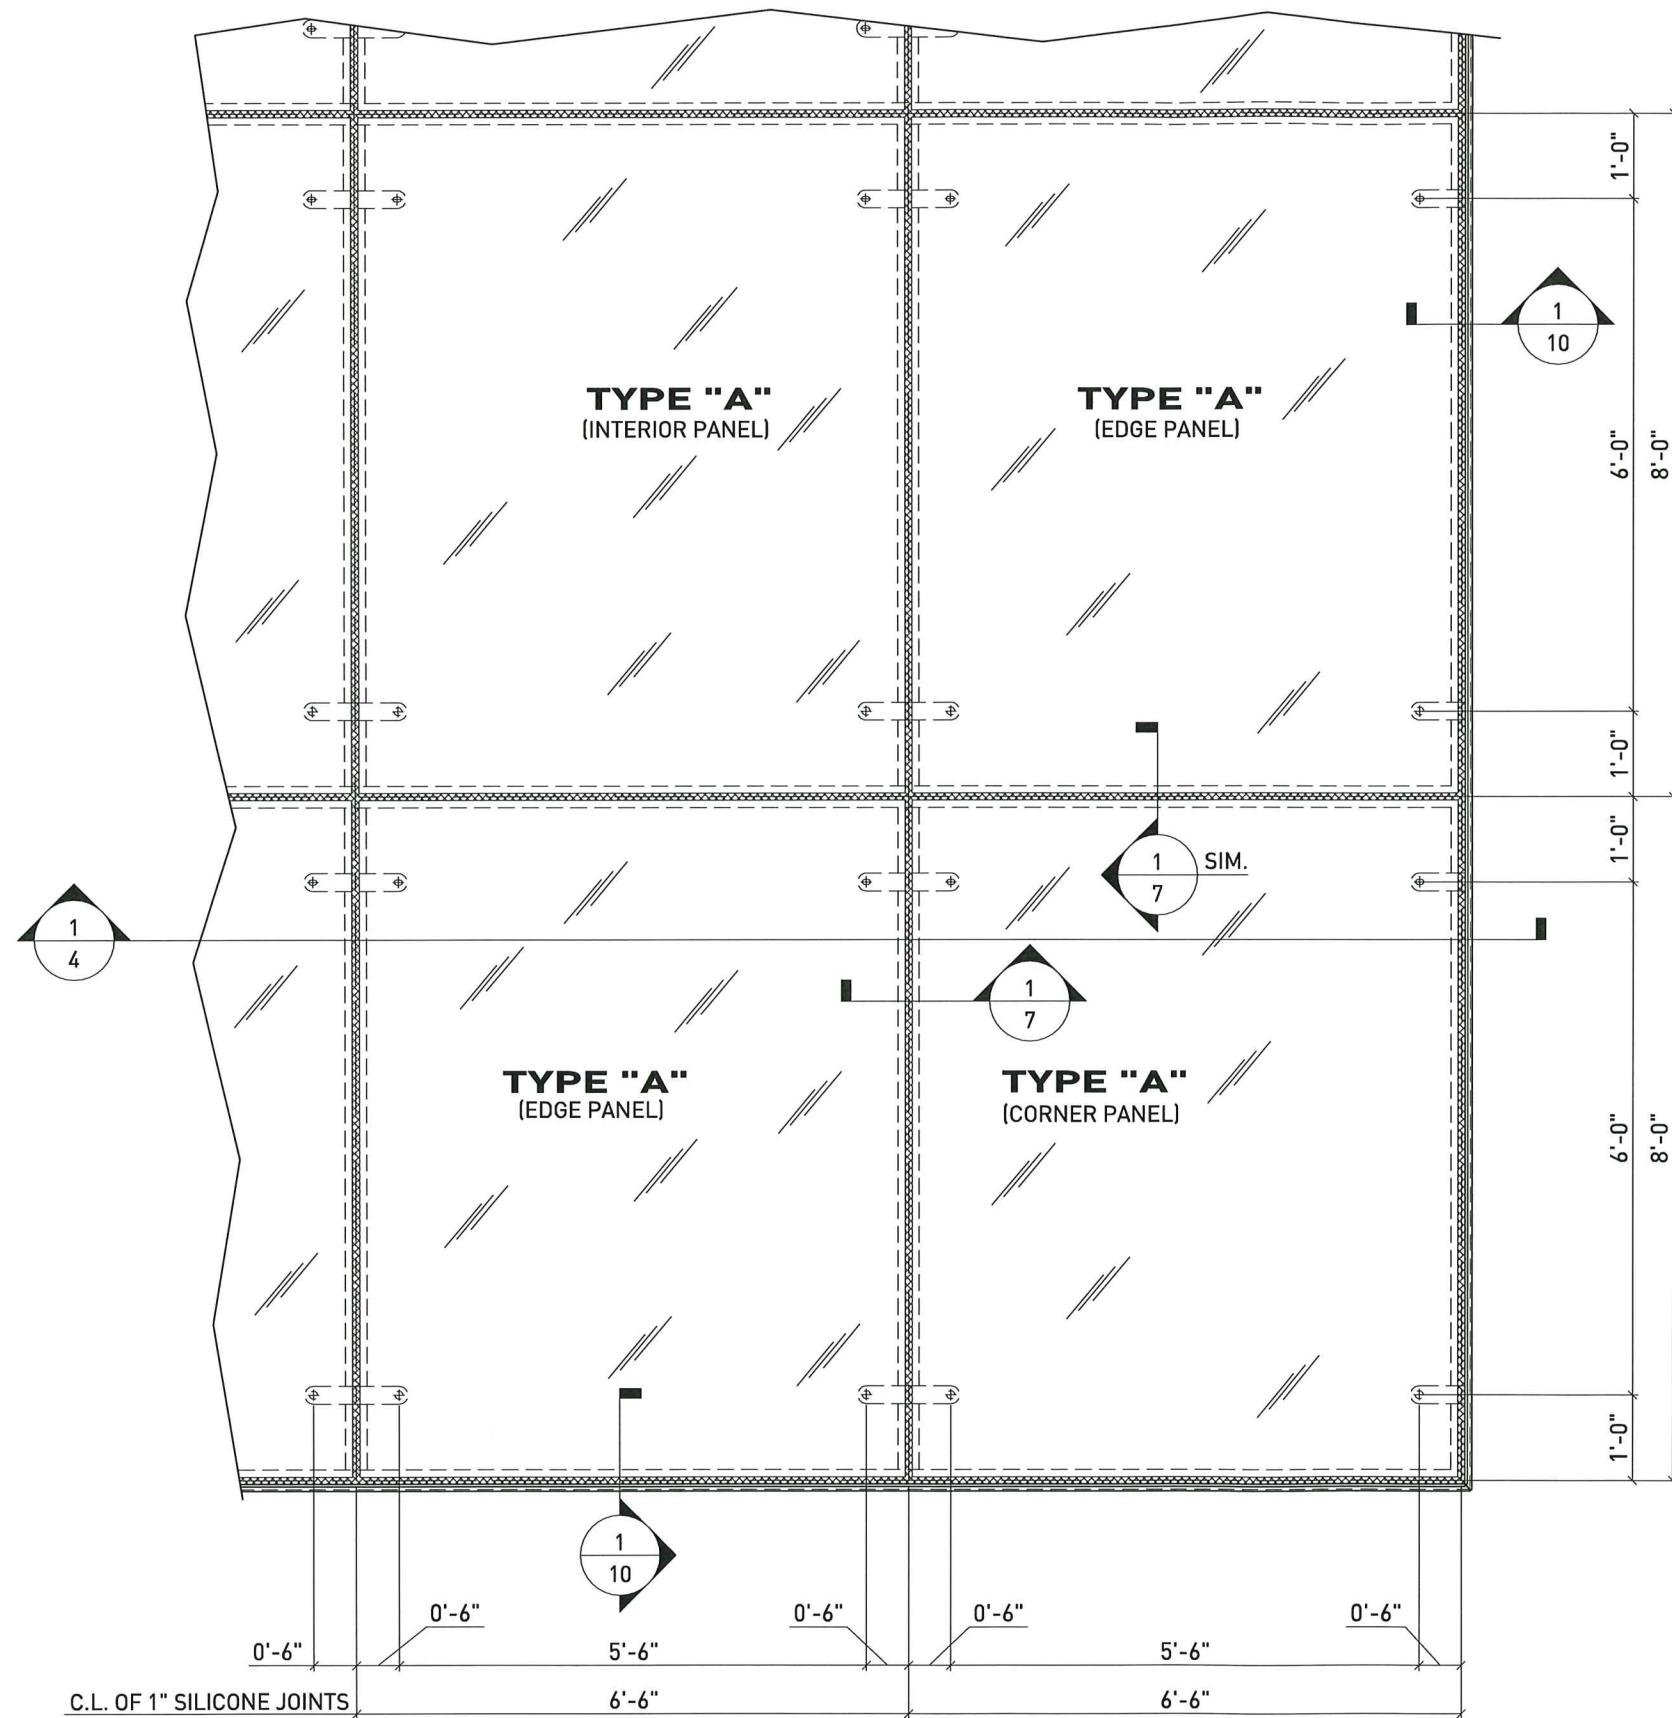 1'-0"
1
10
TYPE "A"
(INTERIOR PANEL)
TYPE "A"
(EDGE PANEL)
6'-0"
8'-0"
1'-0"
1'-0"
1
7
SIM.
1
4
1
7
TYPE "A"
(EDGE PANEL)
TYPE "A"
(CORNER PANEL)
6'-0"
8'-0"
1'-0"
1
10
0'-6"
0'-6"
0'-6"
0'-6"
0'-6"
5'-6"
5'-6"
C.L. OF 1" SILICONE JOINTS
6'-6"
6'-6"